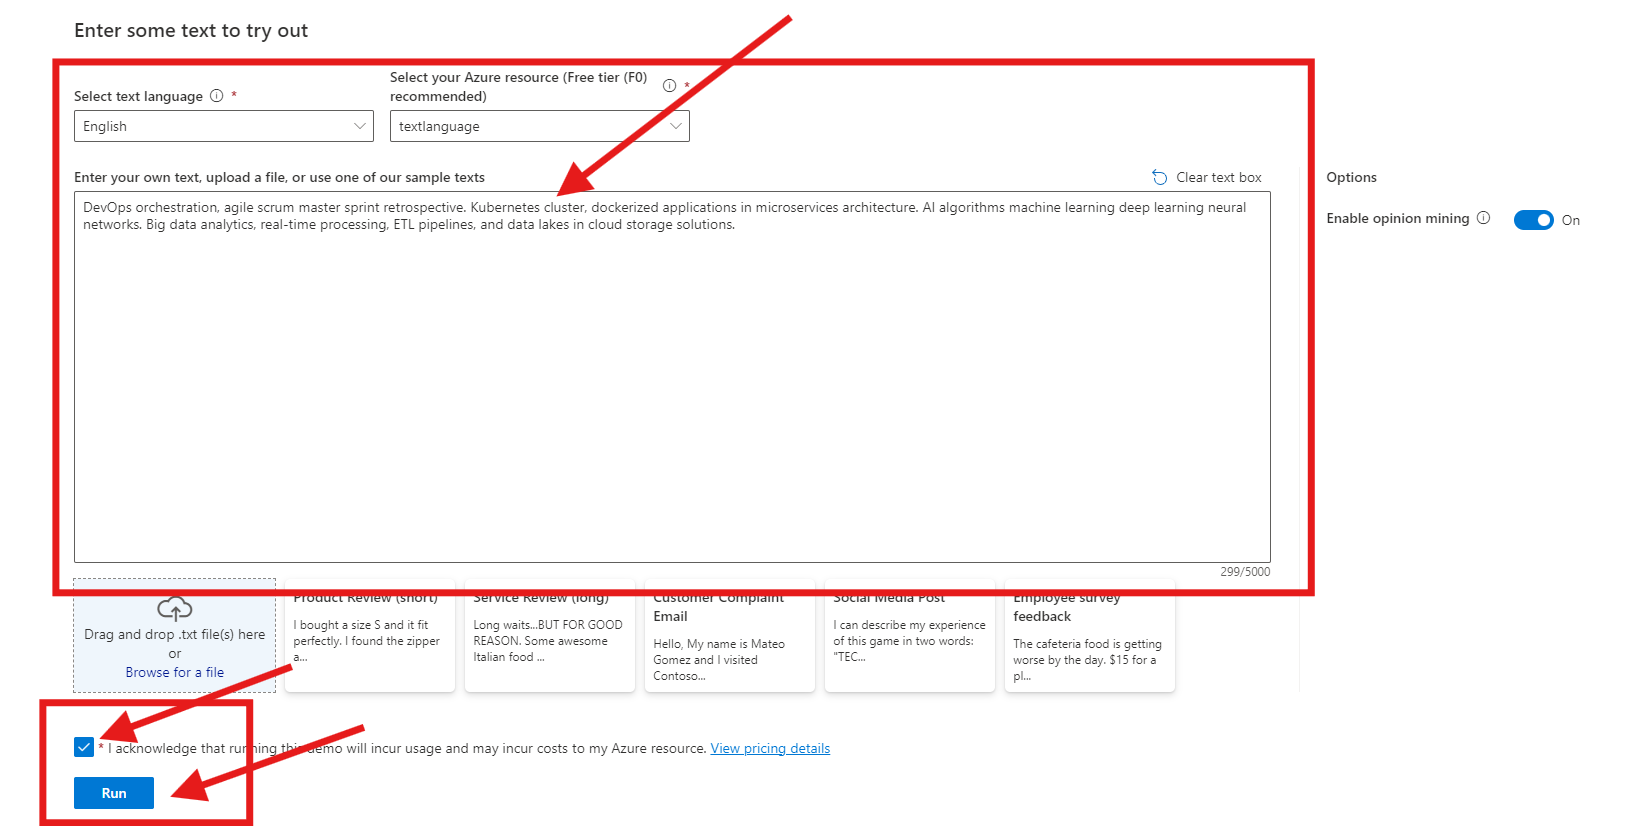 Enter some text to try out
Select your Azure resource (Free tier (F0)
recommended) *
Select text language *
English
textlanguage
Enter your own text, upload a file, or use one of our sample texts
Clear text box
Options
DevOps orchestration, agile scrum master sprint retrospective. Kubernetes cluster, dockerized applications in microservices architecture. AI algorithms machine learning deep learning neural
networks. Big data analytics, real-time processing, ETL pipelines, and data lakes in cloud storage solutions.
Enable opinion mining
On
299/5000
Drag and drop .txt file(s) here
or
Browse for a file
Product Review (short)
I bought a size S and it fit
perfectly. I found the zipper
a...
Service Review (long)
Long waits...BUT FOR GOOD
REASON. Some awesome
Italian food ...
Customer Complaint
Email
Hello, My name is Mateo
Gomez and I visited
Contoso...
Social Media Post
I can describe my experience
of this game in two words:
"TEC...
Employee survey
feedback
The cafeteria food is getting
worse by the day. $15 for a
pl...
* I acknowledge that running this demo will incur usage and may incur costs to my Azure resource. View pricing details
Run